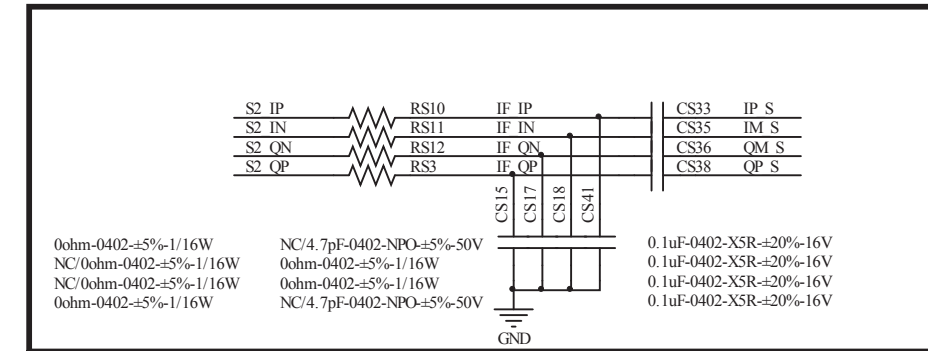 S2 IP RS10 IF IP CS33 IP S
S2 IN RS11 IF IN CS35 IM S
S2 QN RS12 IF QN CS36 QM S
S2 QP RS3 IF QP CS38 QP S
CS15
CS17
CS18
CS41
0ohm-0402-±5%-1/16W NC/4.7pF-0402-NPO-±5%-50V 0.1uF-0402-X5R-±20%-16V
NC/0ohm-0402-±5%-1/16W 0ohm-0402-±5%-1/16W 0.1uF-0402-X5R-±20%-16V
NC/0ohm-0402-±5%-1/16W 0ohm-0402-±5%-1/16W 0.1uF-0402-X5R-±20%-16V
0ohm-0402-±5%-1/16W NC/4.7pF-0402-NPO-±5%-50V 0.1uF-0402-X5R-±20%-16V
GND